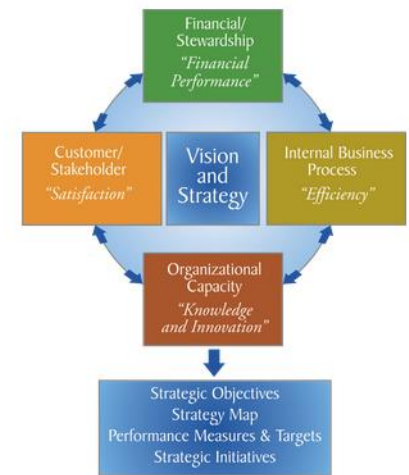 Financial/
Stewardship
"Financial
Performance"
Customer/
Stakeholder
"Satisfaction"
Vision
and
Strategy
Internal Business
Process
"Efficiency"
Organizational
Capacity
"Knowledge
and Innovation"
Strategic Objectives
Strategy Map
Performance Measures & Targets
Strategic Initiatives